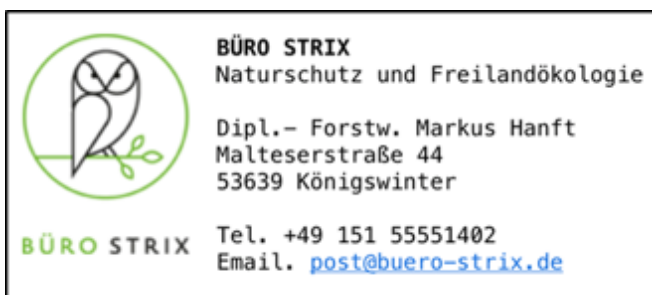 BÜRO STRIX
Naturschutz und Freilandökologie
Dipl.– Forstw. Markus Hanft
Malteserstraße 44
53639 Königswinter
BÜRO STRIX
Tel. +49 151 55551402
Email. post@buero-strix.de